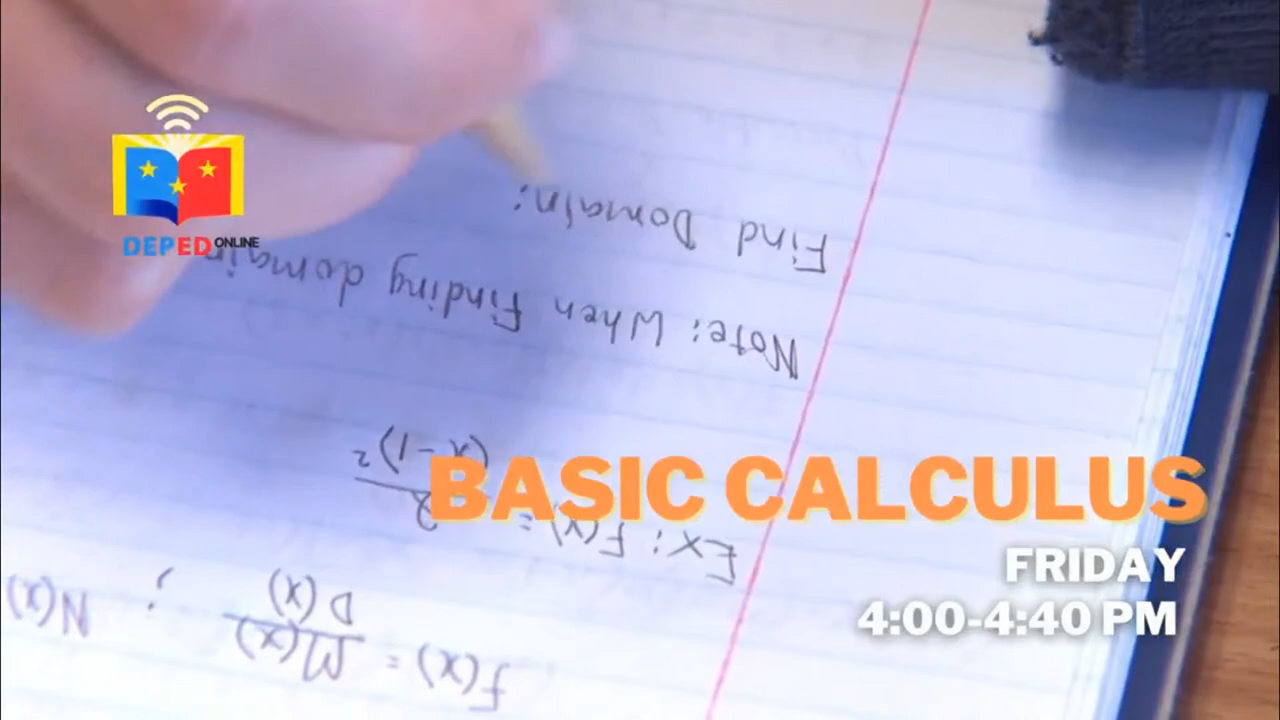 DEPED ONLINE
BASIC CALCULUS
FRIDAY
4:00-4:40 PM
f(x) = M(x)
D(x) ; N(x)
Ex: F(x) = 2
(x-1)²
Note: When finding domain
Find Domain: